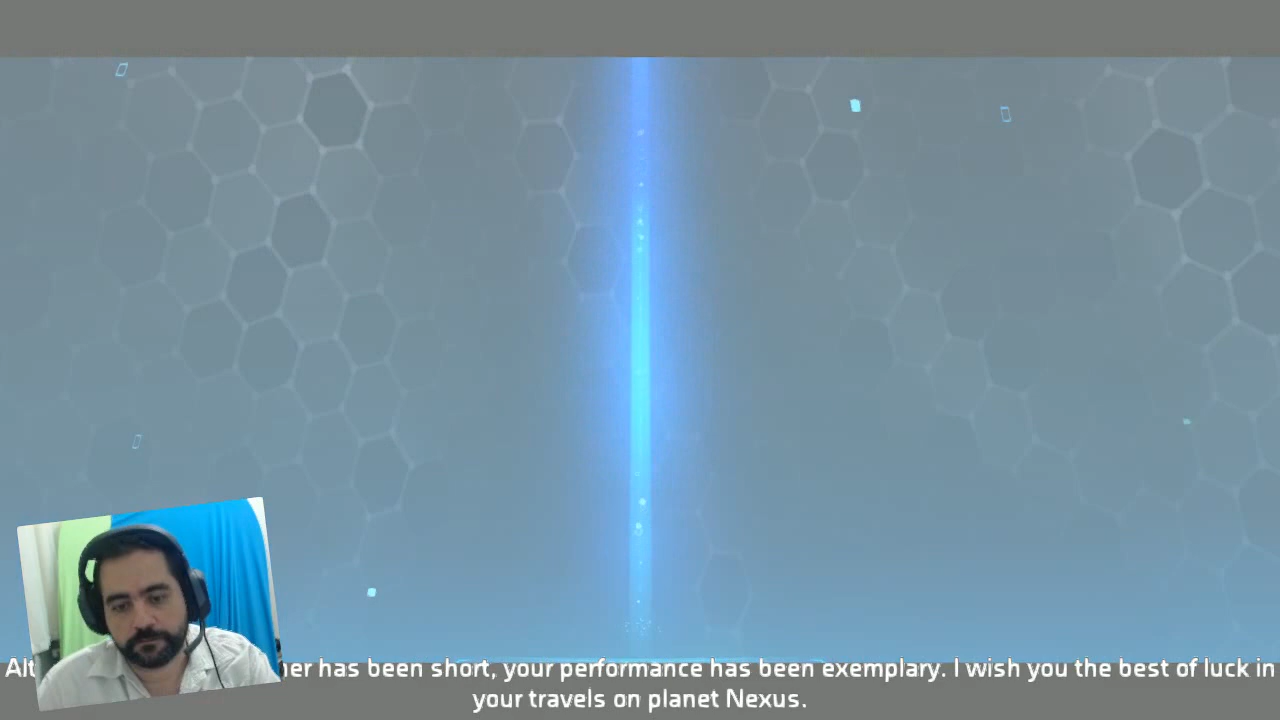 Alt her has been short, your performance has been exemplary. I wish you the best of luck in
your travels on planet Nexus.